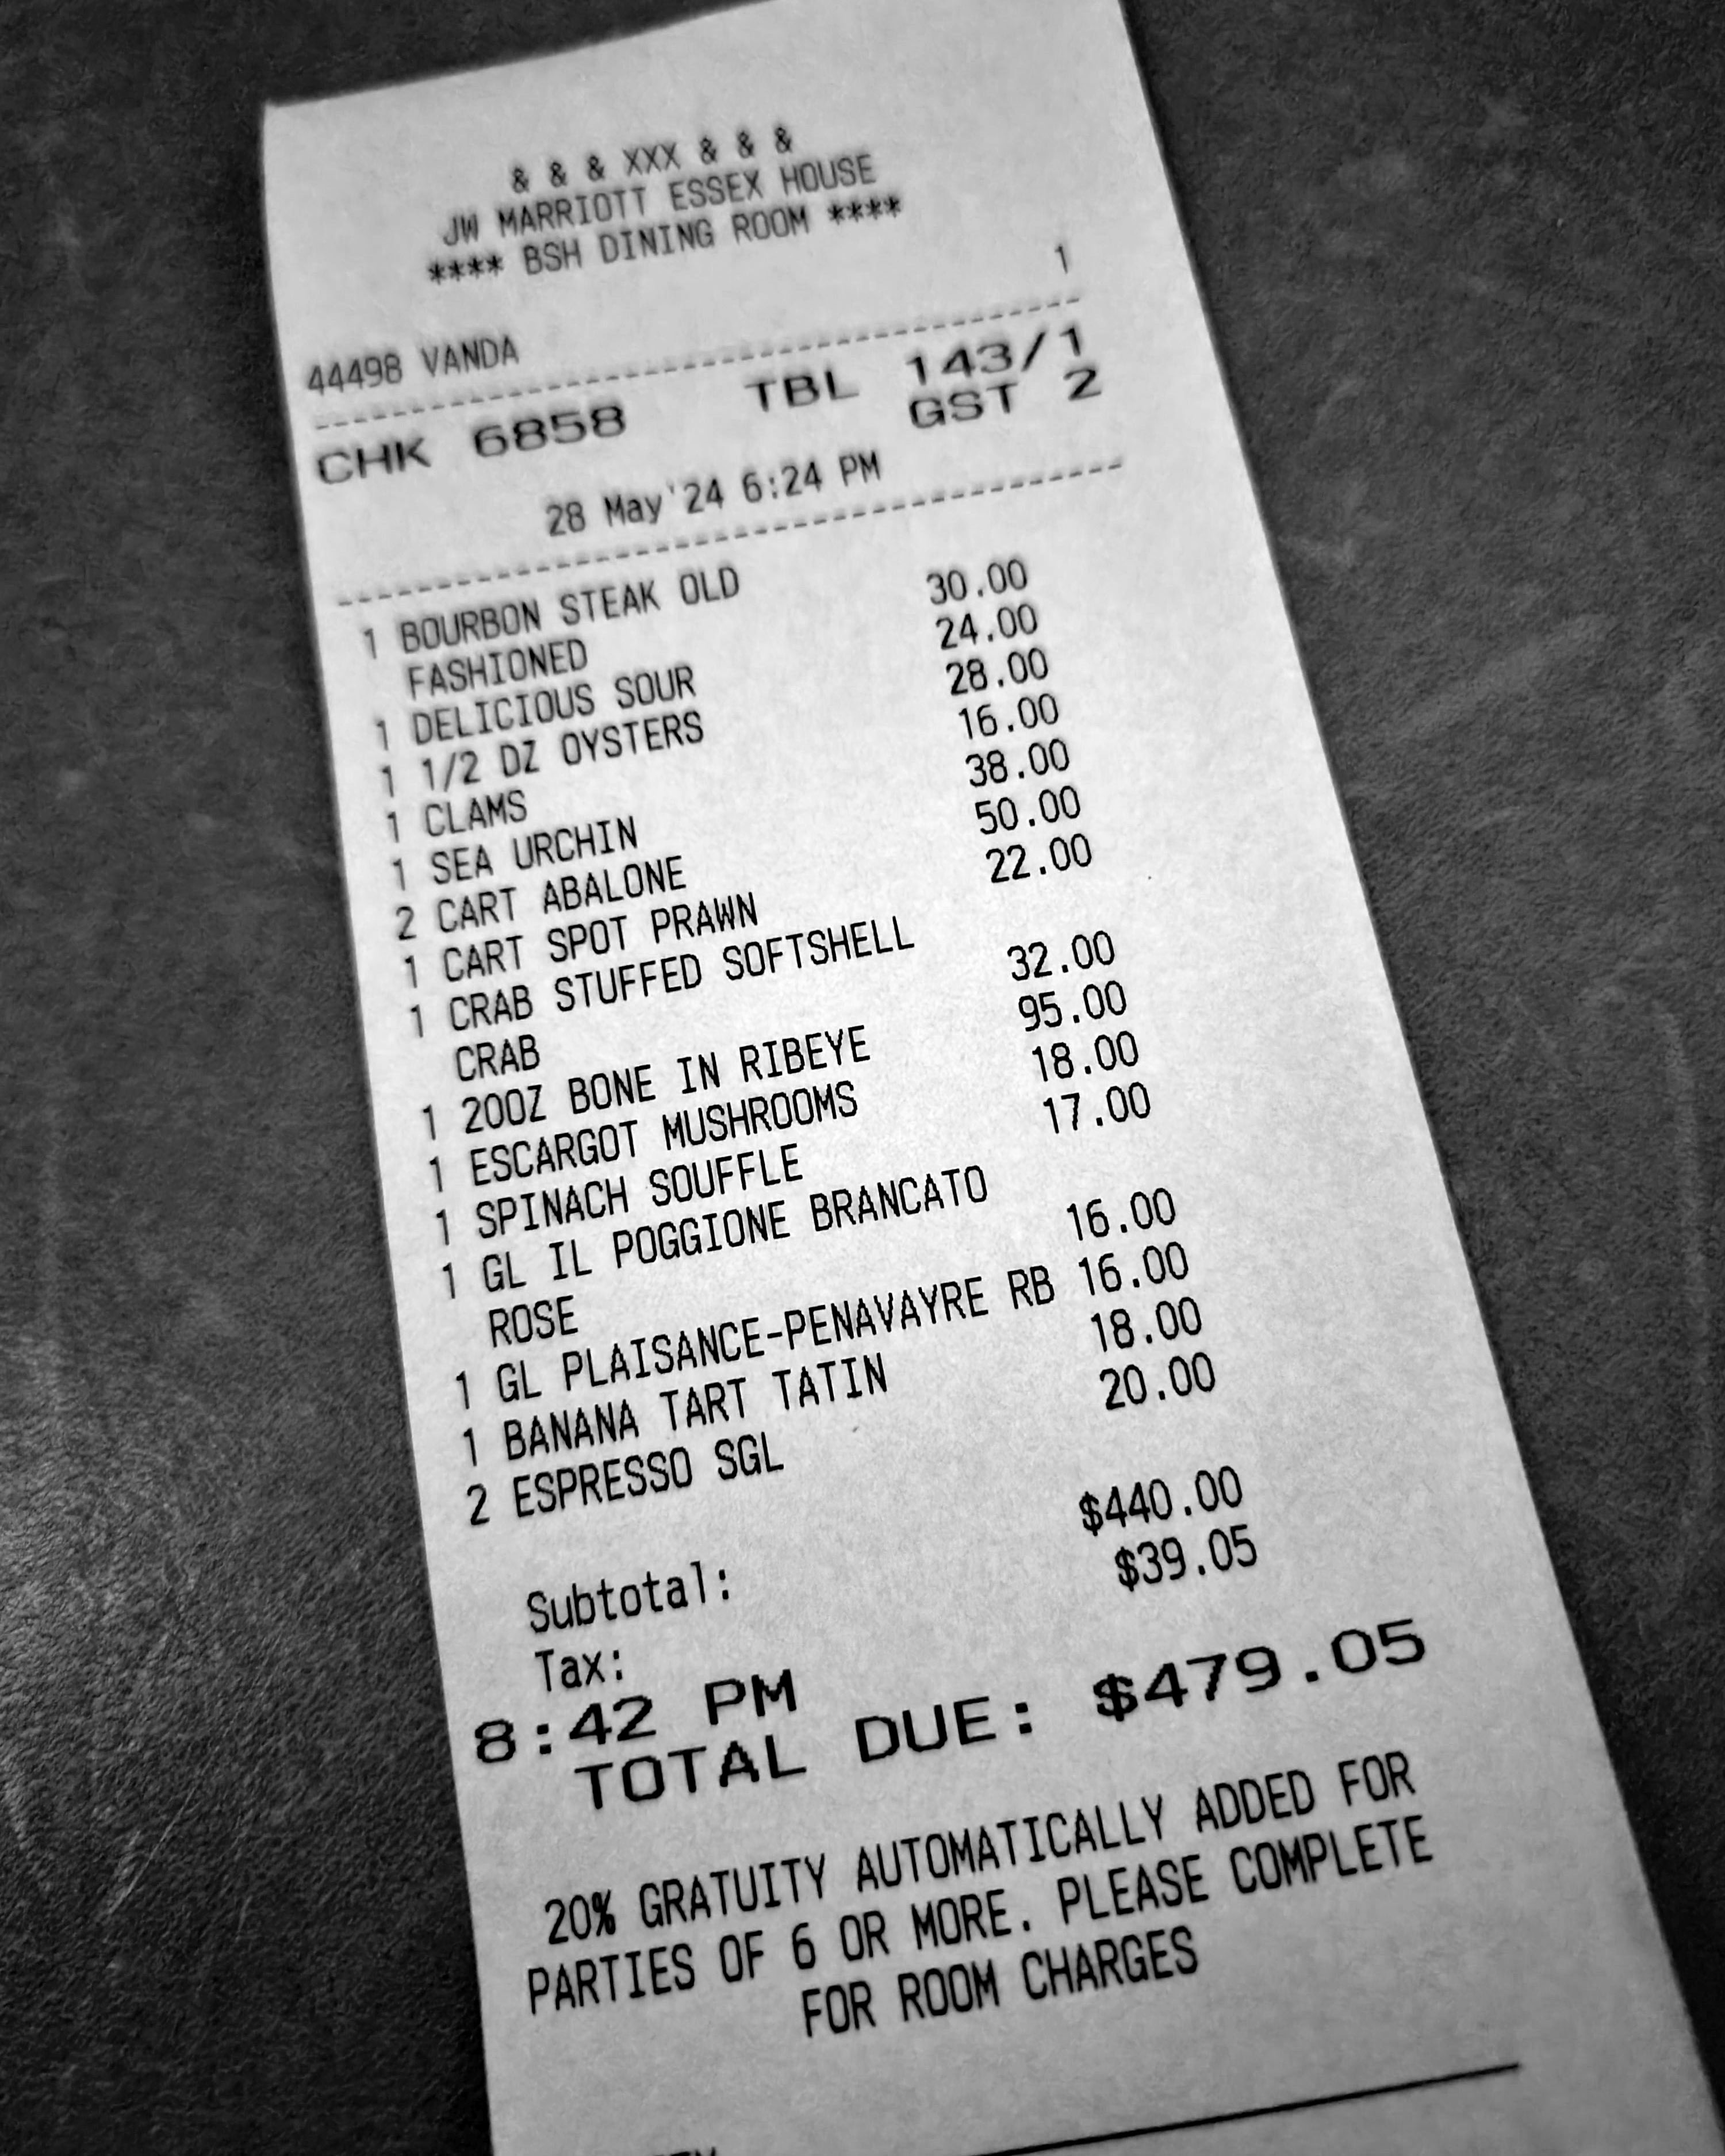 & & & XXX & & &
JW MARRIOTT ESSEX HOUSE
**** BSH DINING ROOM ****
44498 VANDA 1
CHK 6858 TBL 143/1
GST 2
28 May'24 6:24 PM
1 BOURBON STEAK OLD
FASHIONED 30.00
1 DELICIOUS SOUR 24.00
1 1/2 DZ OYSTERS 28.00
1 CLAMS 16.00
1 SEA URCHIN 38.00
2 CART ABALONE 50.00
1 CART SPOT PRAWN 22.00
1 CRAB STUFFED SOFTSHELL
CRAB 32.00
1 20OZ BONE IN RIBEYE 95.00
1 ESCARGOT MUSHROOMS 18.00
1 SPINACH SOUFFLE 17.00
1 GL IL POGGIONE BRANCATO
ROSE 16.00
1 GL PLAISANCE-PENAVAYRE RB 16.00
1 BANANA TART TATIN 18.00
2 ESPRESSO SGL 20.00
Subtotal: $440.00
Tax: $39.05
8:42 PM
TOTAL DUE: $479.05
20% GRATUITY AUTOMATICALLY ADDED FOR
PARTIES OF 6 OR MORE. PLEASE COMPLETE
FOR ROOM CHARGES